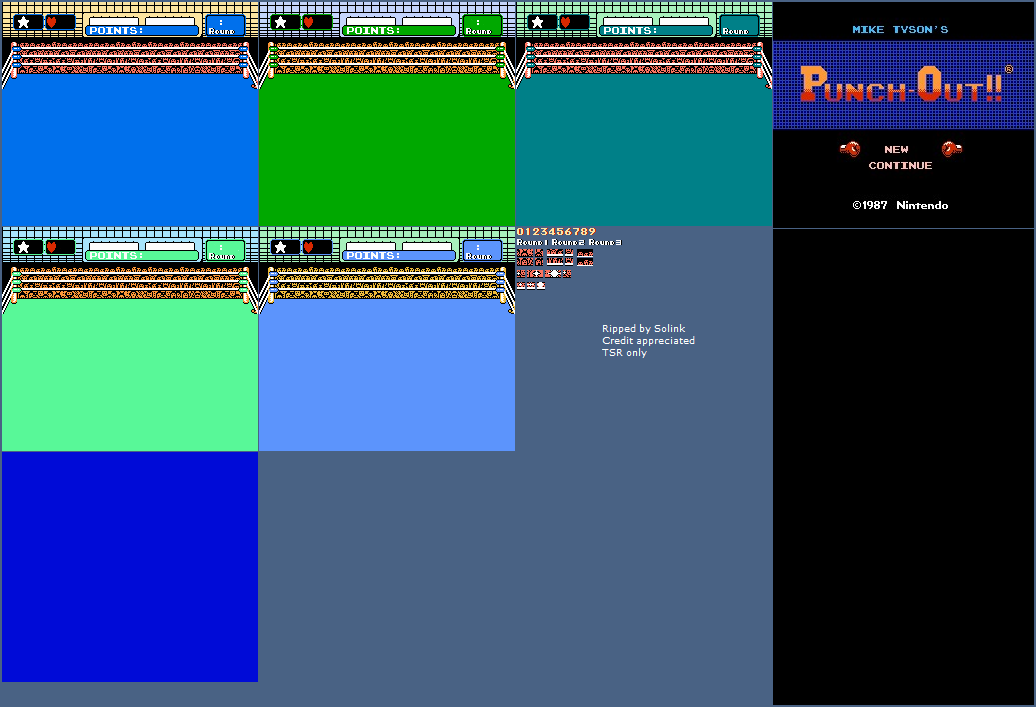 POINTS:
:
Round
POINTS:
:
Round
POINTS:
:
Round
MIKE TYSON'S
PUNCH-OUT!!®
NEW
CONTINUE
©1987 Nintendo
POINTS:
:
Round
POINTS:
:
Round
0123456789
Round 1 Round 2 Round 3
Ripped by Solink
Credit appreciated
TSR only